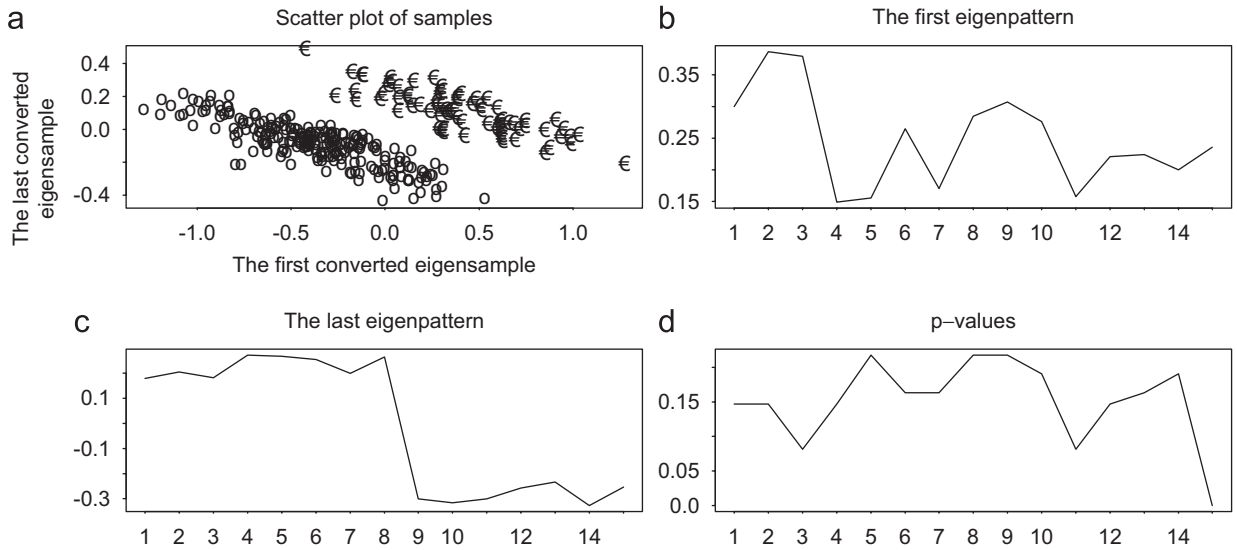 a
Scatter plot of samples
The last converted
eigensample
0.4
0.2
0.0
-0.4
-1.0 -0.5 0.0 0.5 1.0
The first converted eigensample
b
The first eigenpattern
0.35
0.25
0.15
1 2 3 4 5 6 7 8 9 10 12 14
c
The last eigenpattern
0.1
-0.1
-0.3
1 2 3 4 5 6 7 8 9 10 12 14
d
p–values
0.15
0.05
0.0
1 2 3 4 5 6 7 8 9 10 12 14